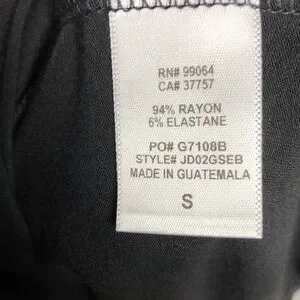 RN# 99064
CA# 37757
94% RAYON
6% ELASTANE
PO# G7108B
STYLE# JD02GSEB
MADE IN GUATEMALA
S